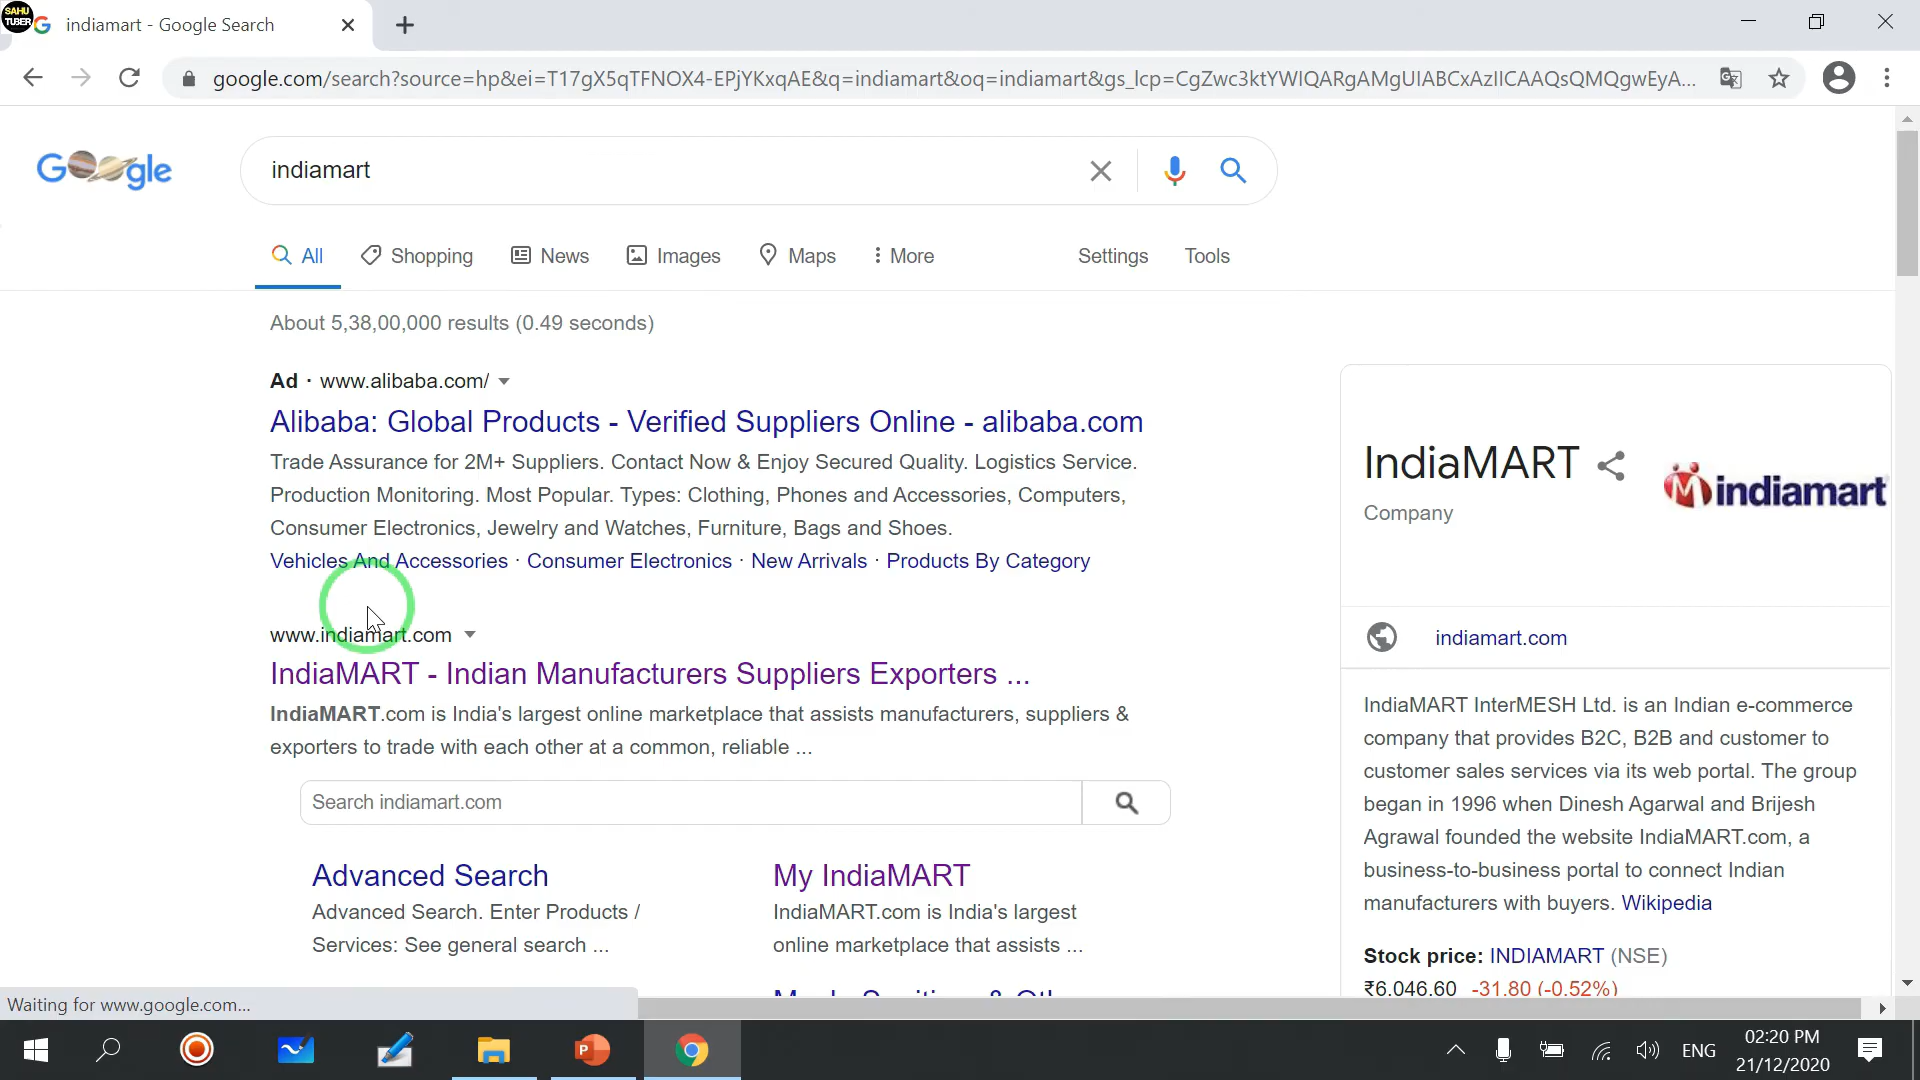 SAHU
TUBER
indiamart - Google Search
google.com/search?source=hp&ei=T17gX5qTFNOX4-EPjYKxqAE&q=indiamart&oq=indiamart&gs_lcp=CgZwc3ktYWIQARgAMgUIABCxAzIICAAQsQMQgwEyA...
Google
indiamart
All Shopping News Images Maps More Settings Tools
About 5,38,00,000 results (0.49 seconds)
Ad · www.alibaba.com/
Alibaba: Global Products - Verified Suppliers Online - alibaba.com
Trade Assurance for 2M+ Suppliers. Contact Now & Enjoy Secured Quality. Logistics Service.
Production Monitoring. Most Popular. Types: Clothing, Phones and Accessories, Computers,
Consumer Electronics, Jewelry and Watches, Furniture, Bags and Shoes.
Vehicles And Accessories · Consumer Electronics · New Arrivals · Products By Category
www.indiamart.com
IndiaMART - Indian Manufacturers Suppliers Exporters ...
IndiaMART.com is India's largest online marketplace that assists manufacturers, suppliers &
exporters to trade with each other at a common, reliable ...
Search indiamart.com
Advanced Search
Advanced Search. Enter Products /
Services: See general search ...
My IndiaMART
IndiaMART.com is India's largest
online marketplace that assists ...
IndiaMART
indiamart
Company
indiamart.com
IndiaMART InterMESH Ltd. is an Indian e-commerce
company that provides B2C, B2B and customer to
customer sales services via its web portal. The group
began in 1996 when Dinesh Agarwal and Brijesh
Agrawal founded the website IndiaMART.com, a
business-to-business portal to connect Indian
manufacturers with buyers. Wikipedia
Stock price: INDIAMART (NSE)
₹6,046.60 -31.80 (-0.52%)
Waiting for www.google.com...
ENG
02:20 PM
21/12/2020